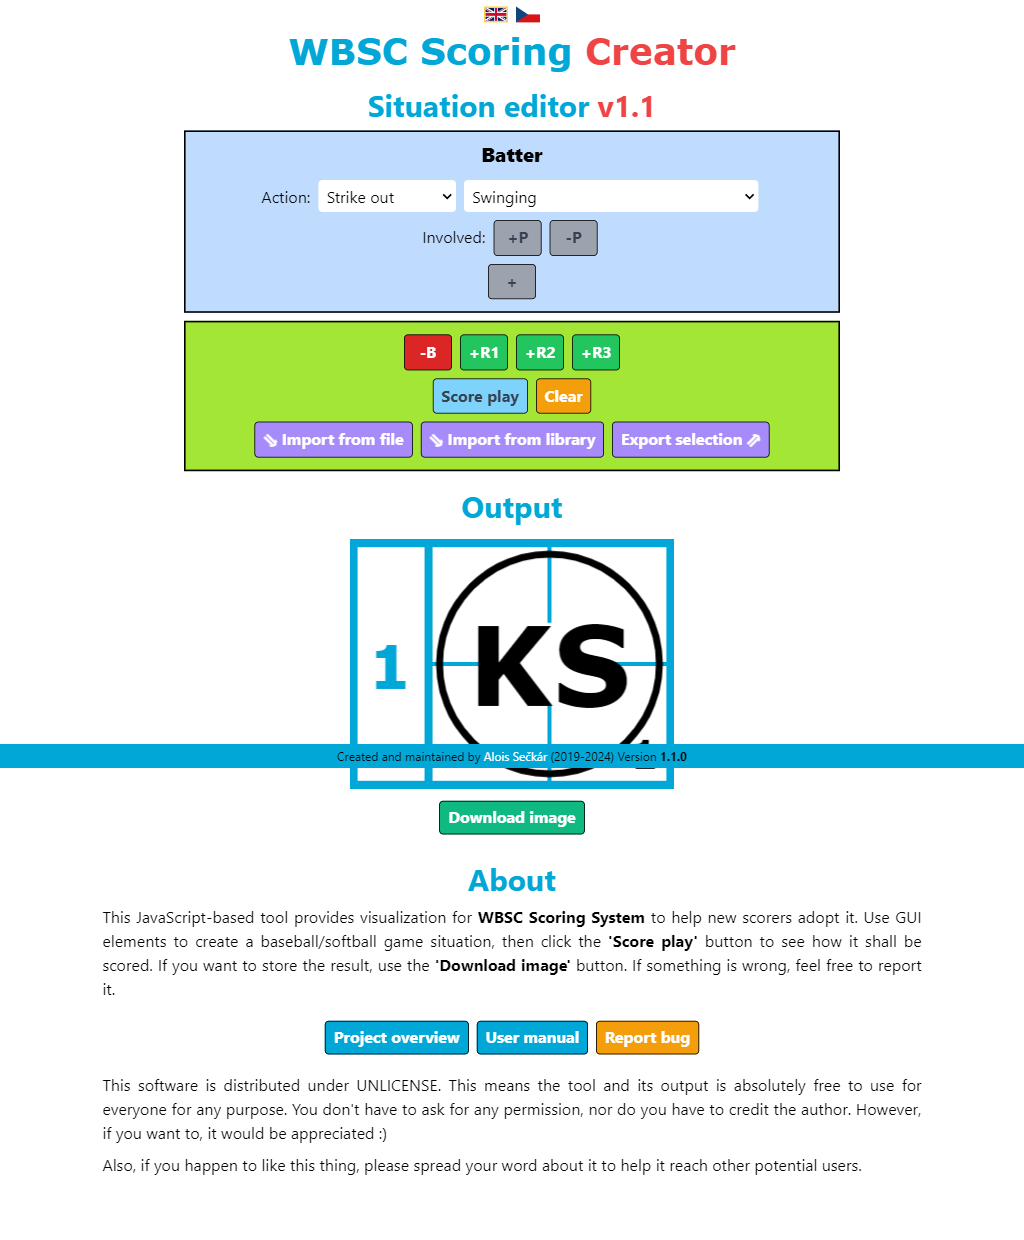 WBSC Scoring Creator
Situation editor v1.1
Batter
Action: Strike out Swinging
Involved: +P -P
+
-B +R1 +R2 +R3
Score play Clear
⇘ Import from file ⇘ Import from library Export selection ⇗
Output
1 KS
Created and maintained by Alois Sečkár (2019-2024) Version 1.1.0
Download image
About
This JavaScript-based tool provides visualization for WBSC Scoring System to help new scorers adopt it. Use GUI
elements to create a baseball/softball game situation, then click the 'Score play' button to see how it shall be
scored. If you want to store the result, use the 'Download image' button. If something is wrong, feel free to report
it.
Project overview User manual Report bug
This software is distributed under UNLICENSE. This means the tool and its output is absolutely free to use for
everyone for any purpose. You don't have to ask for any permission, nor do you have to credit the author. However,
if you want to, it would be appreciated :)
Also, if you happen to like this thing, please spread your word about it to help it reach other potential users.